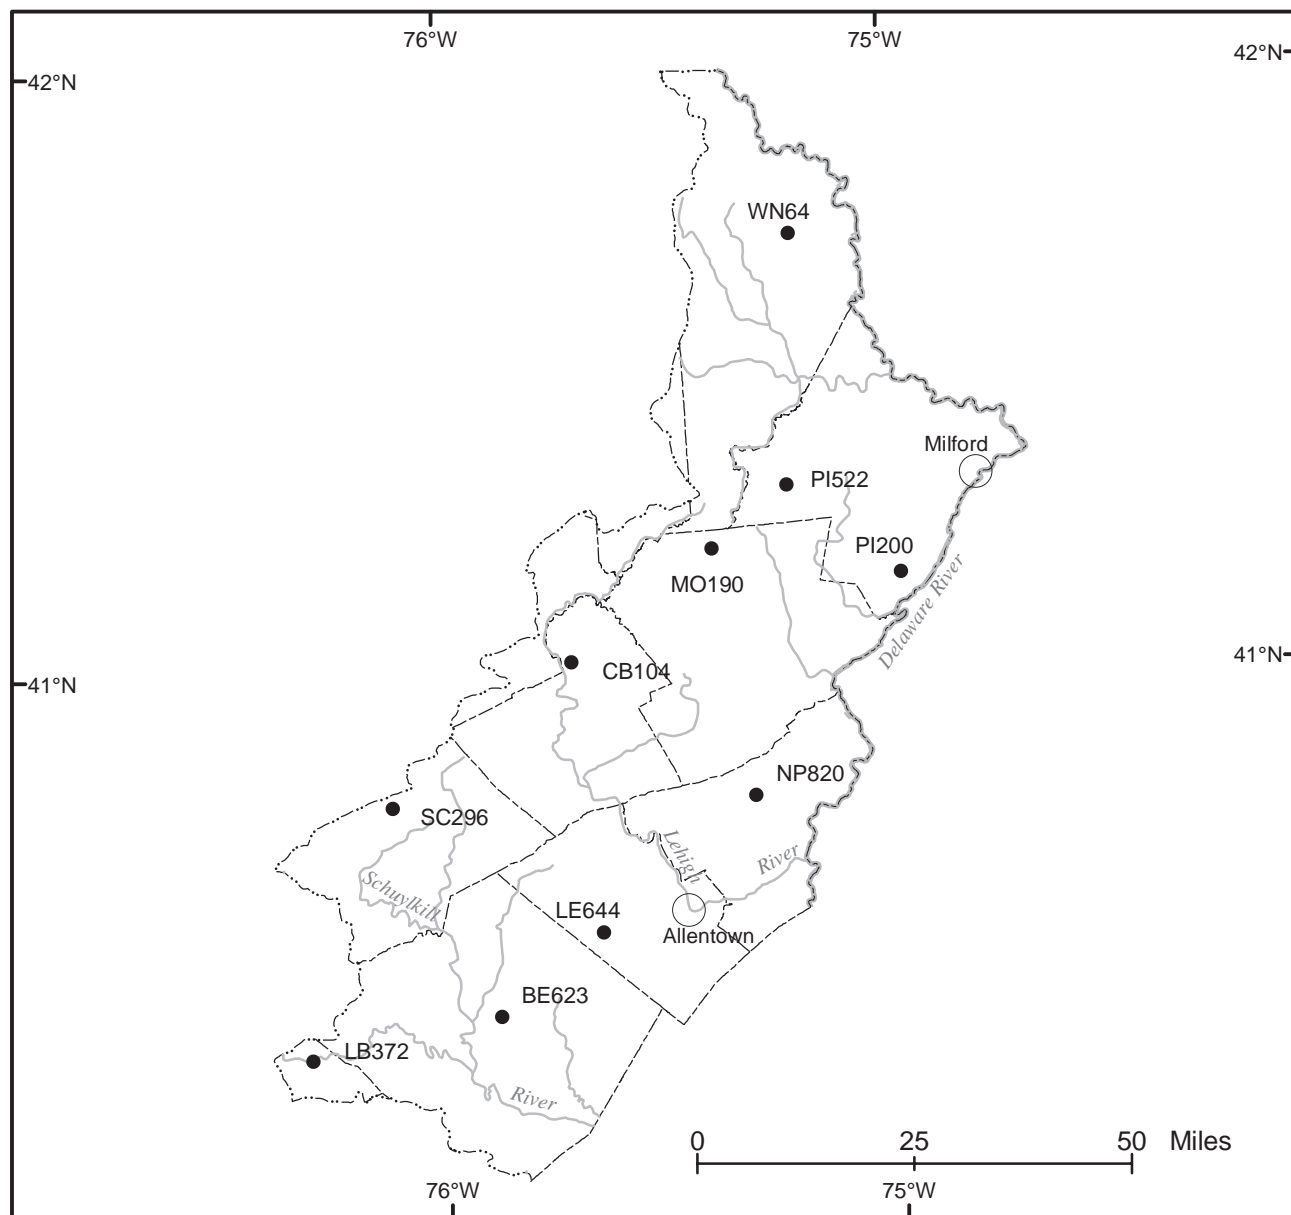 76°W
75°W
42°N
42°N
WN64
Milford
PI522
PI200
MO190
Delaware River
41°N
CB104
41°N
NP820
SC296
Lehigh
River
Schuylkill
LE644
Allentown
BE623
LB372
River
0 25 50 Miles
76°W
75°W